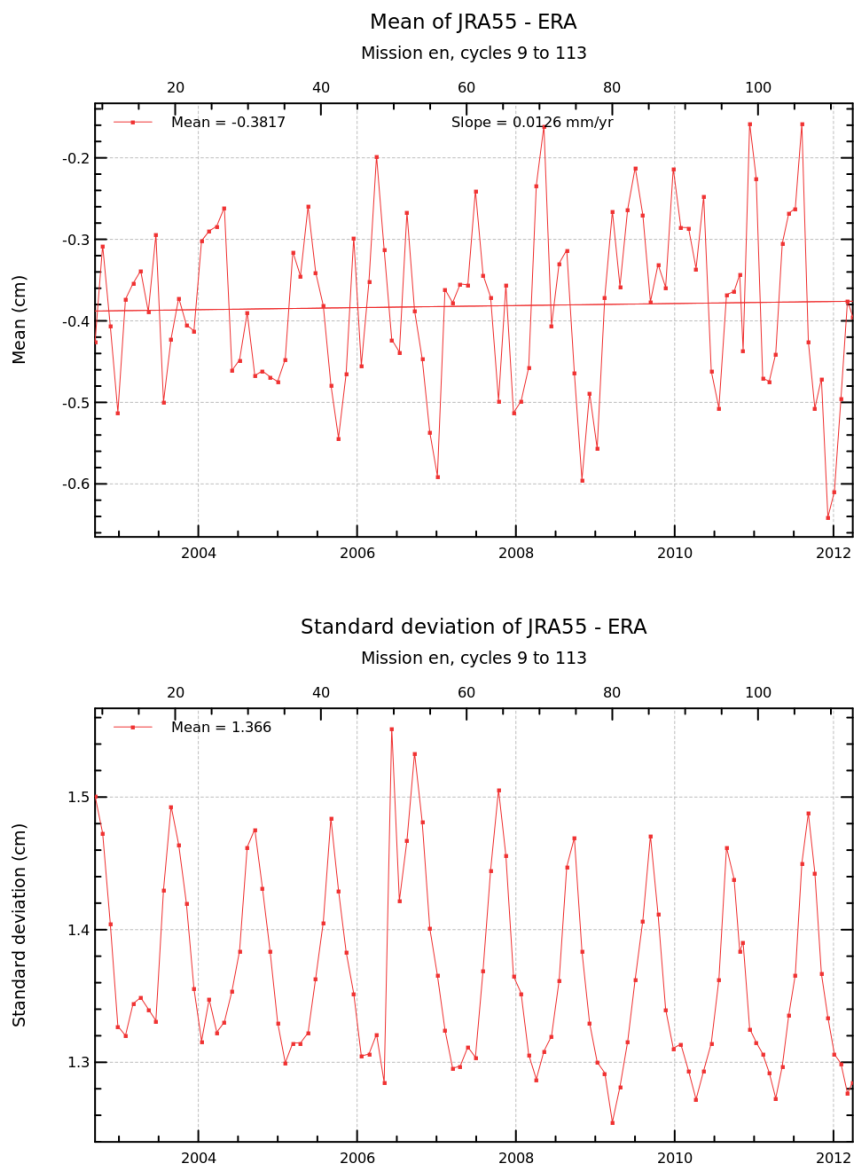 Mean of JRA55 - ERA
Mission en, cycles 9 to 113
20 40 60 80 100
Mean = -0.3817 Slope = 0.0126 mm/yr
-0.2
-0.3
-0.4
-0.5
-0.6
Mean (cm)
2004 2006 2008 2010 2012
Standard deviation of JRA55 - ERA
Mission en, cycles 9 to 113
20 40 60 80 100
Mean = 1.366
1.5
1.4
1.3
Standard deviation (cm)
2004 2006 2008 2010 2012